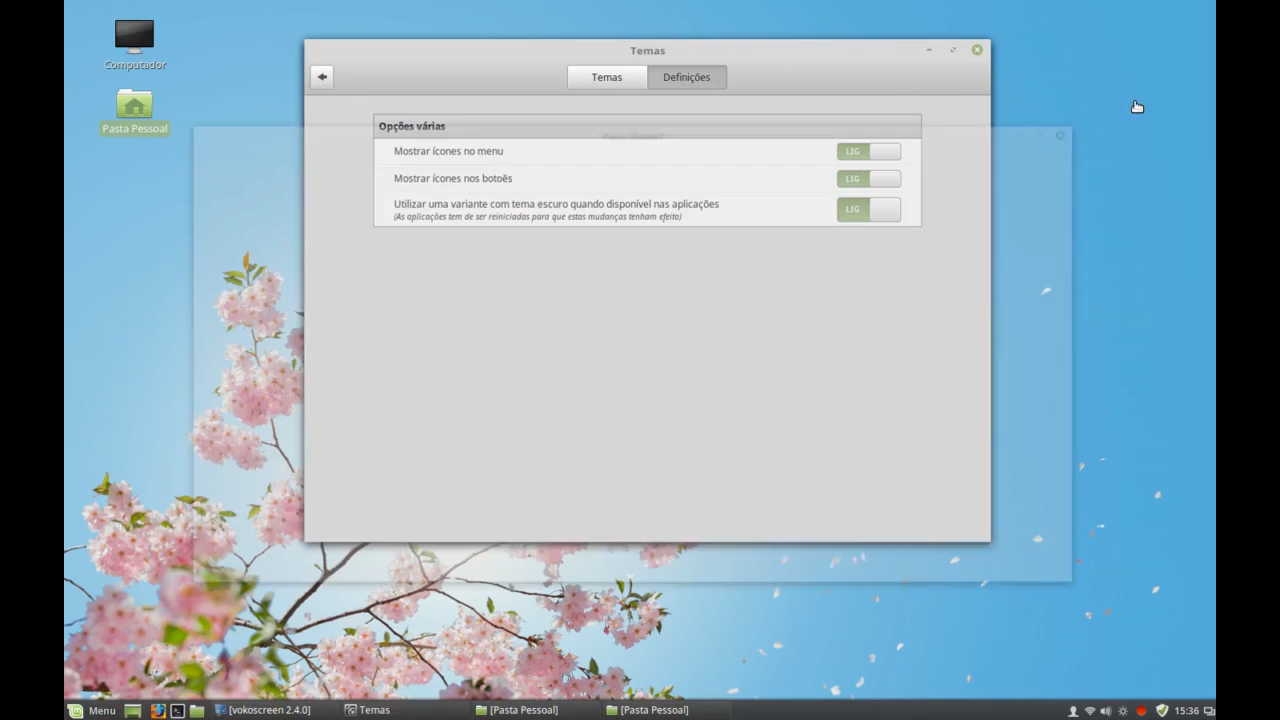 Computador
Pasta Pessoal
Temas
Temas
Definições
Opções várias
Mostrar ícones no menu
LIG
Mostrar ícones nos botoês
LIG
Utilizar uma variante com tema escuro quando disponível nas aplicações
(As aplicações tem de ser reiniciadas para que estas mudanças tenham efeito)
LIG
Menu
[vokoscreen 2.4.0]
Temas
[Pasta Pessoal]
[Pasta Pessoal]
15:36